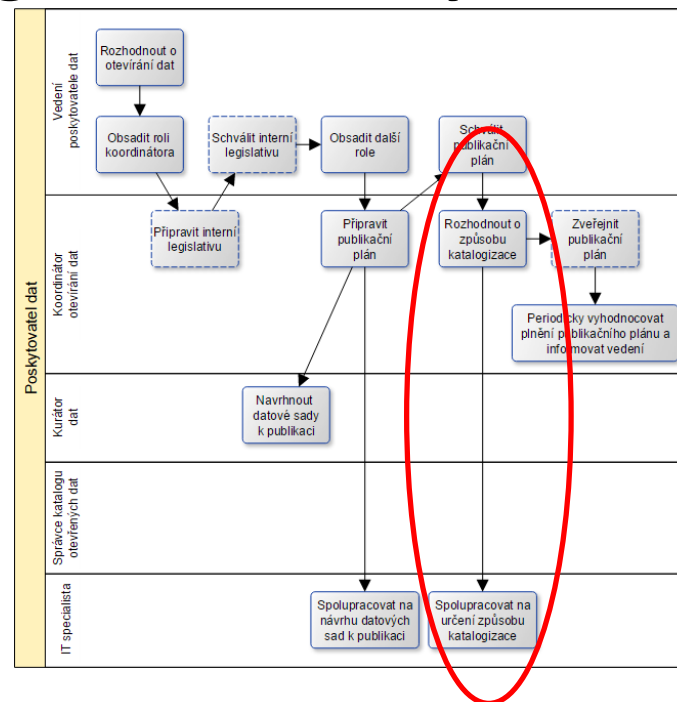 Poskytovatel dat
Vedení
poskytovatele dat
Rozhodnout o
otevírání dat
Obsadit roli
koordinátora
Schválit interní
legislativu
Obsadit další
role
Schválit
publikační
plán
Koordinátor
otevírání dat
Připravit interní
legislativu
Připravit
publikační
plán
Rozhodnout o
způsobu
katalogizace
Zveřejnit
publikační
plán
Periodicky vyhodnocovat
plnění publikačního plánu a
informovat vedení
Kurátor
dat
Navrhnout
datové sady
k publikaci
Správce katalogu
otevřených dat
IT specialista
Spolupracovat na
návrhu datových
sad k publikaci
Spolupracovat na
určení způsobu
katalogizace